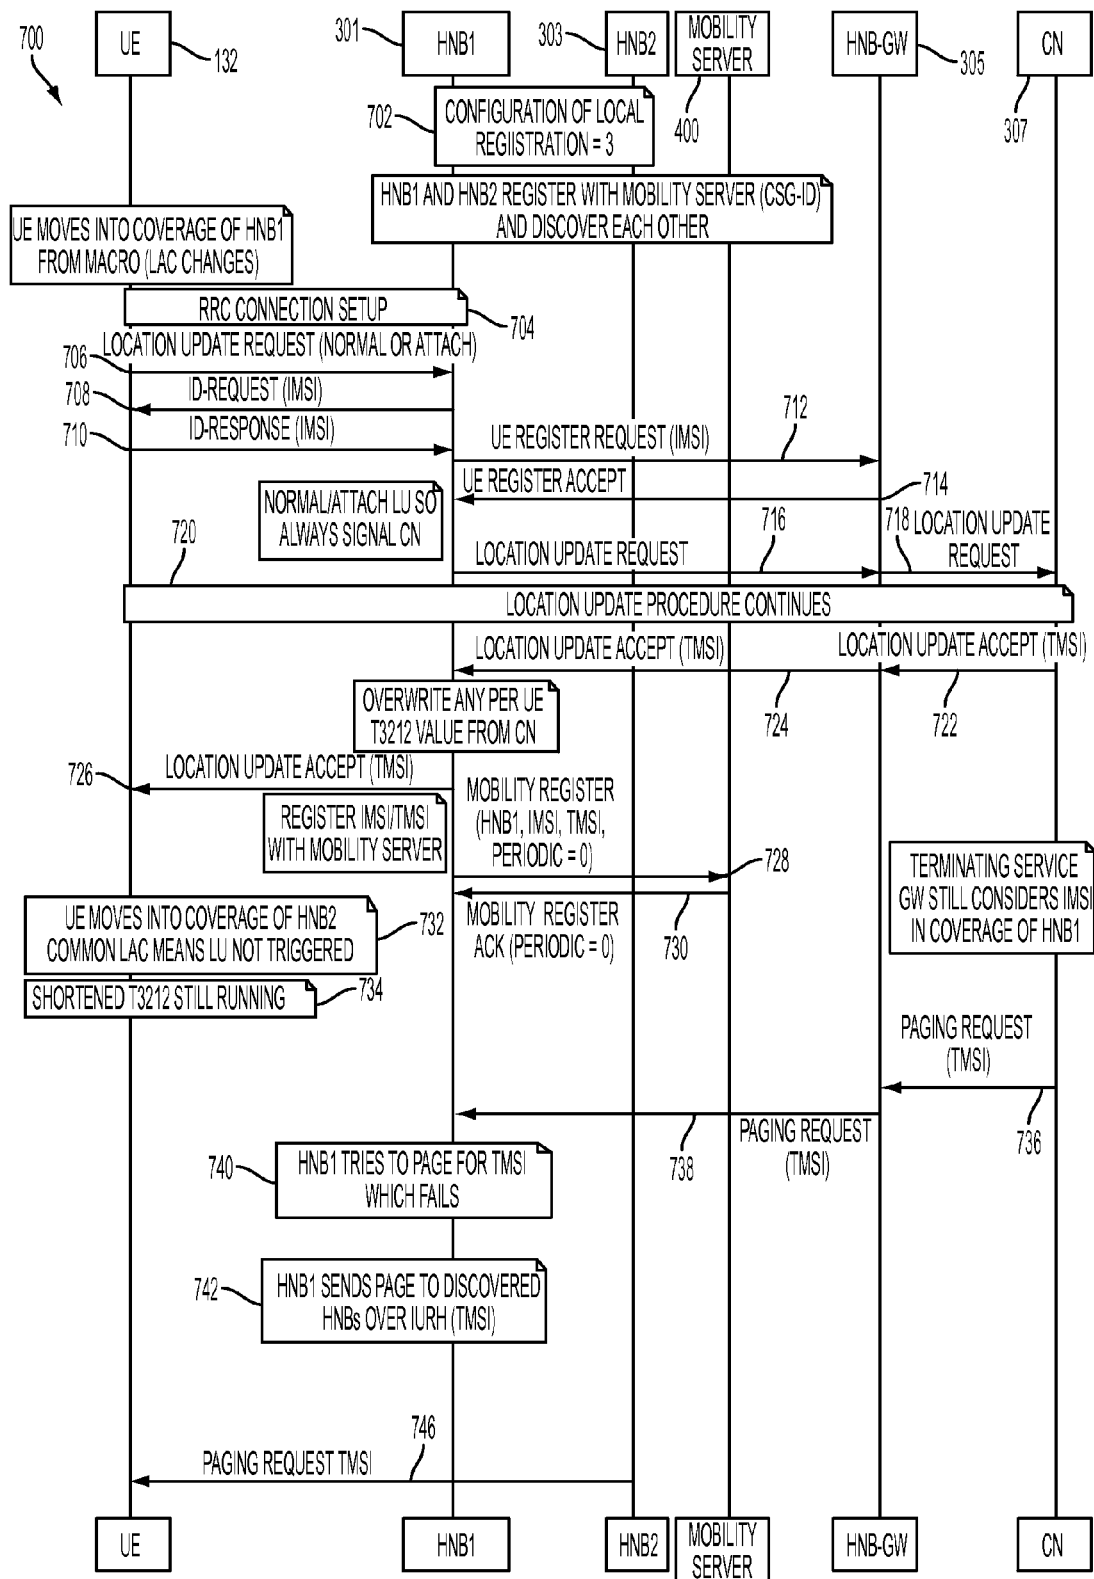 700
UE
132
301
HNB1
303
HNB2
MOBILITY
SERVER
400
HNB-GW
305
CN
307
702
CONFIGURATION OF LOCAL
REGIISTRATION = 3
HNB1 AND HNB2 REGISTER WITH MOBILITY SERVER (CSG-ID)
AND DISCOVER EACH OTHER
UE MOVES INTO COVERAGE OF HNB1
FROM MACRO (LAC CHANGES)
RRC CONNECTION SETUP
704
LOCATION UPDATE REQUEST (NORMAL OR ATTACH)
706
ID-REQUEST (IMSI)
708
ID-RESPONSE (IMSI)
710
UE REGISTER REQUEST (IMSI)
712
UE REGISTER ACCEPT
714
NORMAL/ATTACH LU SO
ALWAYS SIGNAL CN
LOCATION UPDATE REQUEST
716
718
LOCATION UPDATE
REQUEST
720
LOCATION UPDATE PROCEDURE CONTINUES
LOCATION UPDATE ACCEPT (TMSI)
LOCATION UPDATE ACCEPT (TMSI)
724
722
OVERWRITE ANY PER UE
T3212 VALUE FROM CN
LOCATION UPDATE ACCEPT (TMSI)
726
REGISTER IMSI/TMSI
WITH MOBILITY SERVER
MOBILITY REGISTER
(HNB1, IMSI, TMSI,
PERIODIC = 0)
728
MOBILITY REGISTER
ACK (PERIODIC = 0)
730
TERMINATING SERVICE
GW STILL CONSIDERS IMSI
IN COVERAGE OF HNB1
UE MOVES INTO COVERAGE OF HNB2
COMMON LAC MEANS LU NOT TRIGGERED
732
SHORTENED T3212 STILL RUNNING
734
PAGING REQUEST
(TMSI)
736
PAGING REQUEST
(TMSI)
738
740
HNB1 TRIES TO PAGE FOR TMSI
WHICH FAILS
742
HNB1 SENDS PAGE TO DISCOVERED
HNBs OVER IURH (TMSI)
PAGING REQUEST TMSI
746
UE
HNB1
HNB2
MOBILITY
SERVER
HNB-GW
CN